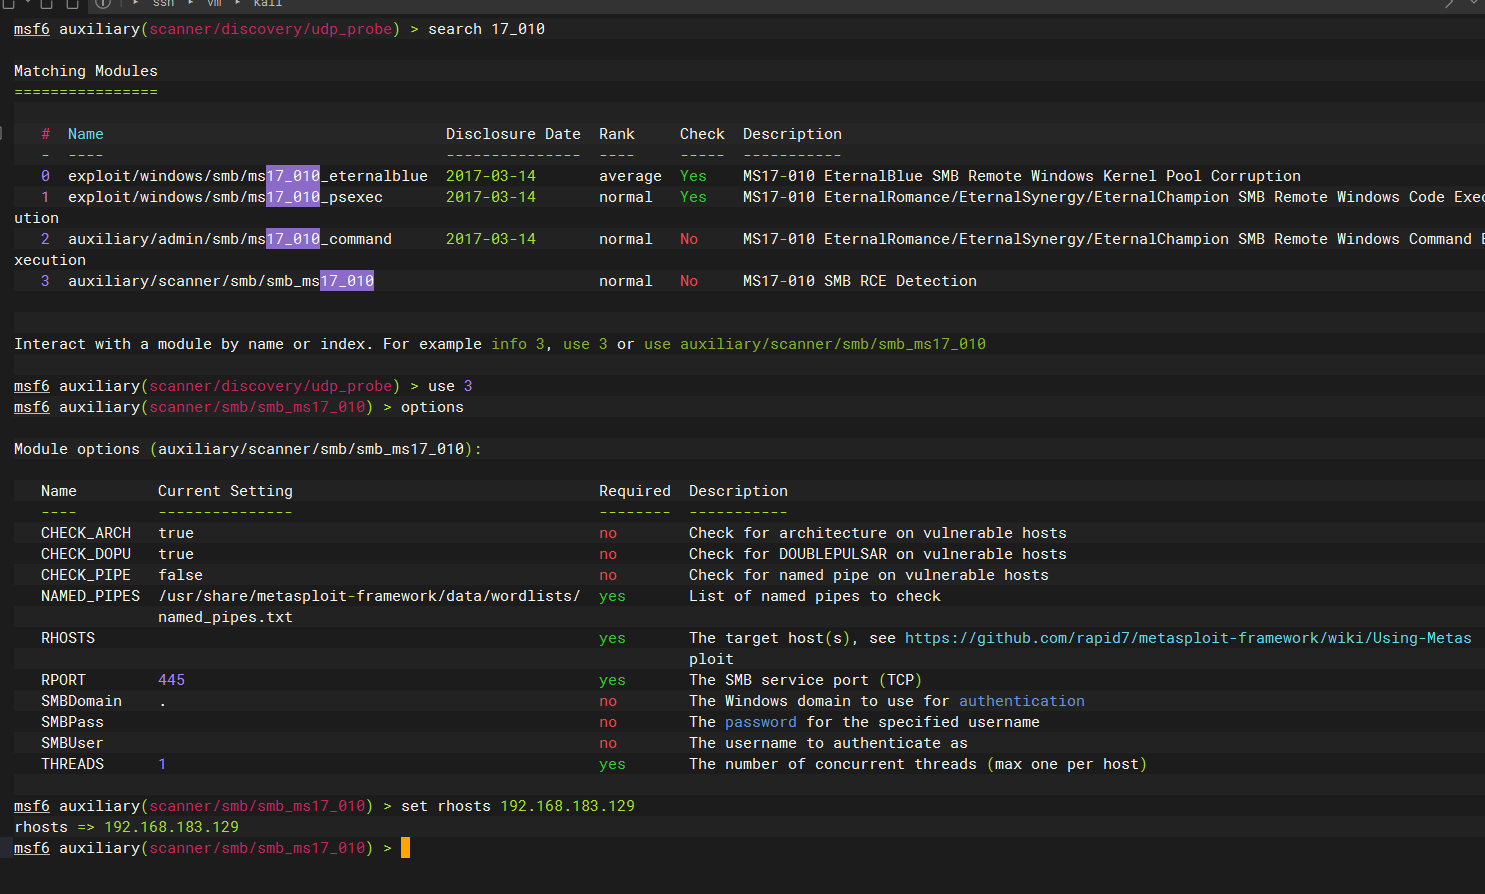 ssh ▸ vm ▸ kali
msf6 auxiliary(scanner/discovery/udp_probe) > search 17_010
Matching Modules
================
# Name Disclosure Date Rank Check Description
- ---- --------------- ---- ----- -----------
0 exploit/windows/smb/ms17_010_eternalblue 2017-03-14 average Yes MS17-010 EternalBlue SMB Remote Windows Kernel Pool Corruption
1 exploit/windows/smb/ms17_010_psexec 2017-03-14 normal Yes MS17-010 EternalRomance/EternalSynergy/EternalChampion SMB Remote Windows Code Exec
ution
2 auxiliary/admin/smb/ms17_010_command 2017-03-14 normal No MS17-010 EternalRomance/EternalSynergy/EternalChampion SMB Remote Windows Command E
xecution
3 auxiliary/scanner/smb/smb_ms17_010 normal No MS17-010 SMB RCE Detection
Interact with a module by name or index. For example info 3, use 3 or use auxiliary/scanner/smb/smb_ms17_010
msf6 auxiliary(scanner/discovery/udp_probe) > use 3
msf6 auxiliary(scanner/smb/smb_ms17_010) > options
Module options (auxiliary/scanner/smb/smb_ms17_010):
Name Current Setting Required Description
---- --------------- -------- -----------
CHECK_ARCH true no Check for architecture on vulnerable hosts
CHECK_DOPU true no Check for DOUBLEPULSAR on vulnerable hosts
CHECK_PIPE false no Check for named pipe on vulnerable hosts
NAMED_PIPES /usr/share/metasploit-framework/data/wordlists/ yes List of named pipes to check
named_pipes.txt
RHOSTS yes The target host(s), see https://github.com/rapid7/metasploit-framework/wiki/Using-Metas
ploit
RPORT 445 yes The SMB service port (TCP)
SMBDomain . no The Windows domain to use for authentication
SMBPass no The password for the specified username
SMBUser no The username to authenticate as
THREADS 1 yes The number of concurrent threads (max one per host)
msf6 auxiliary(scanner/smb/smb_ms17_010) > set rhosts 192.168.183.129
rhosts => 192.168.183.129
msf6 auxiliary(scanner/smb/smb_ms17_010) >